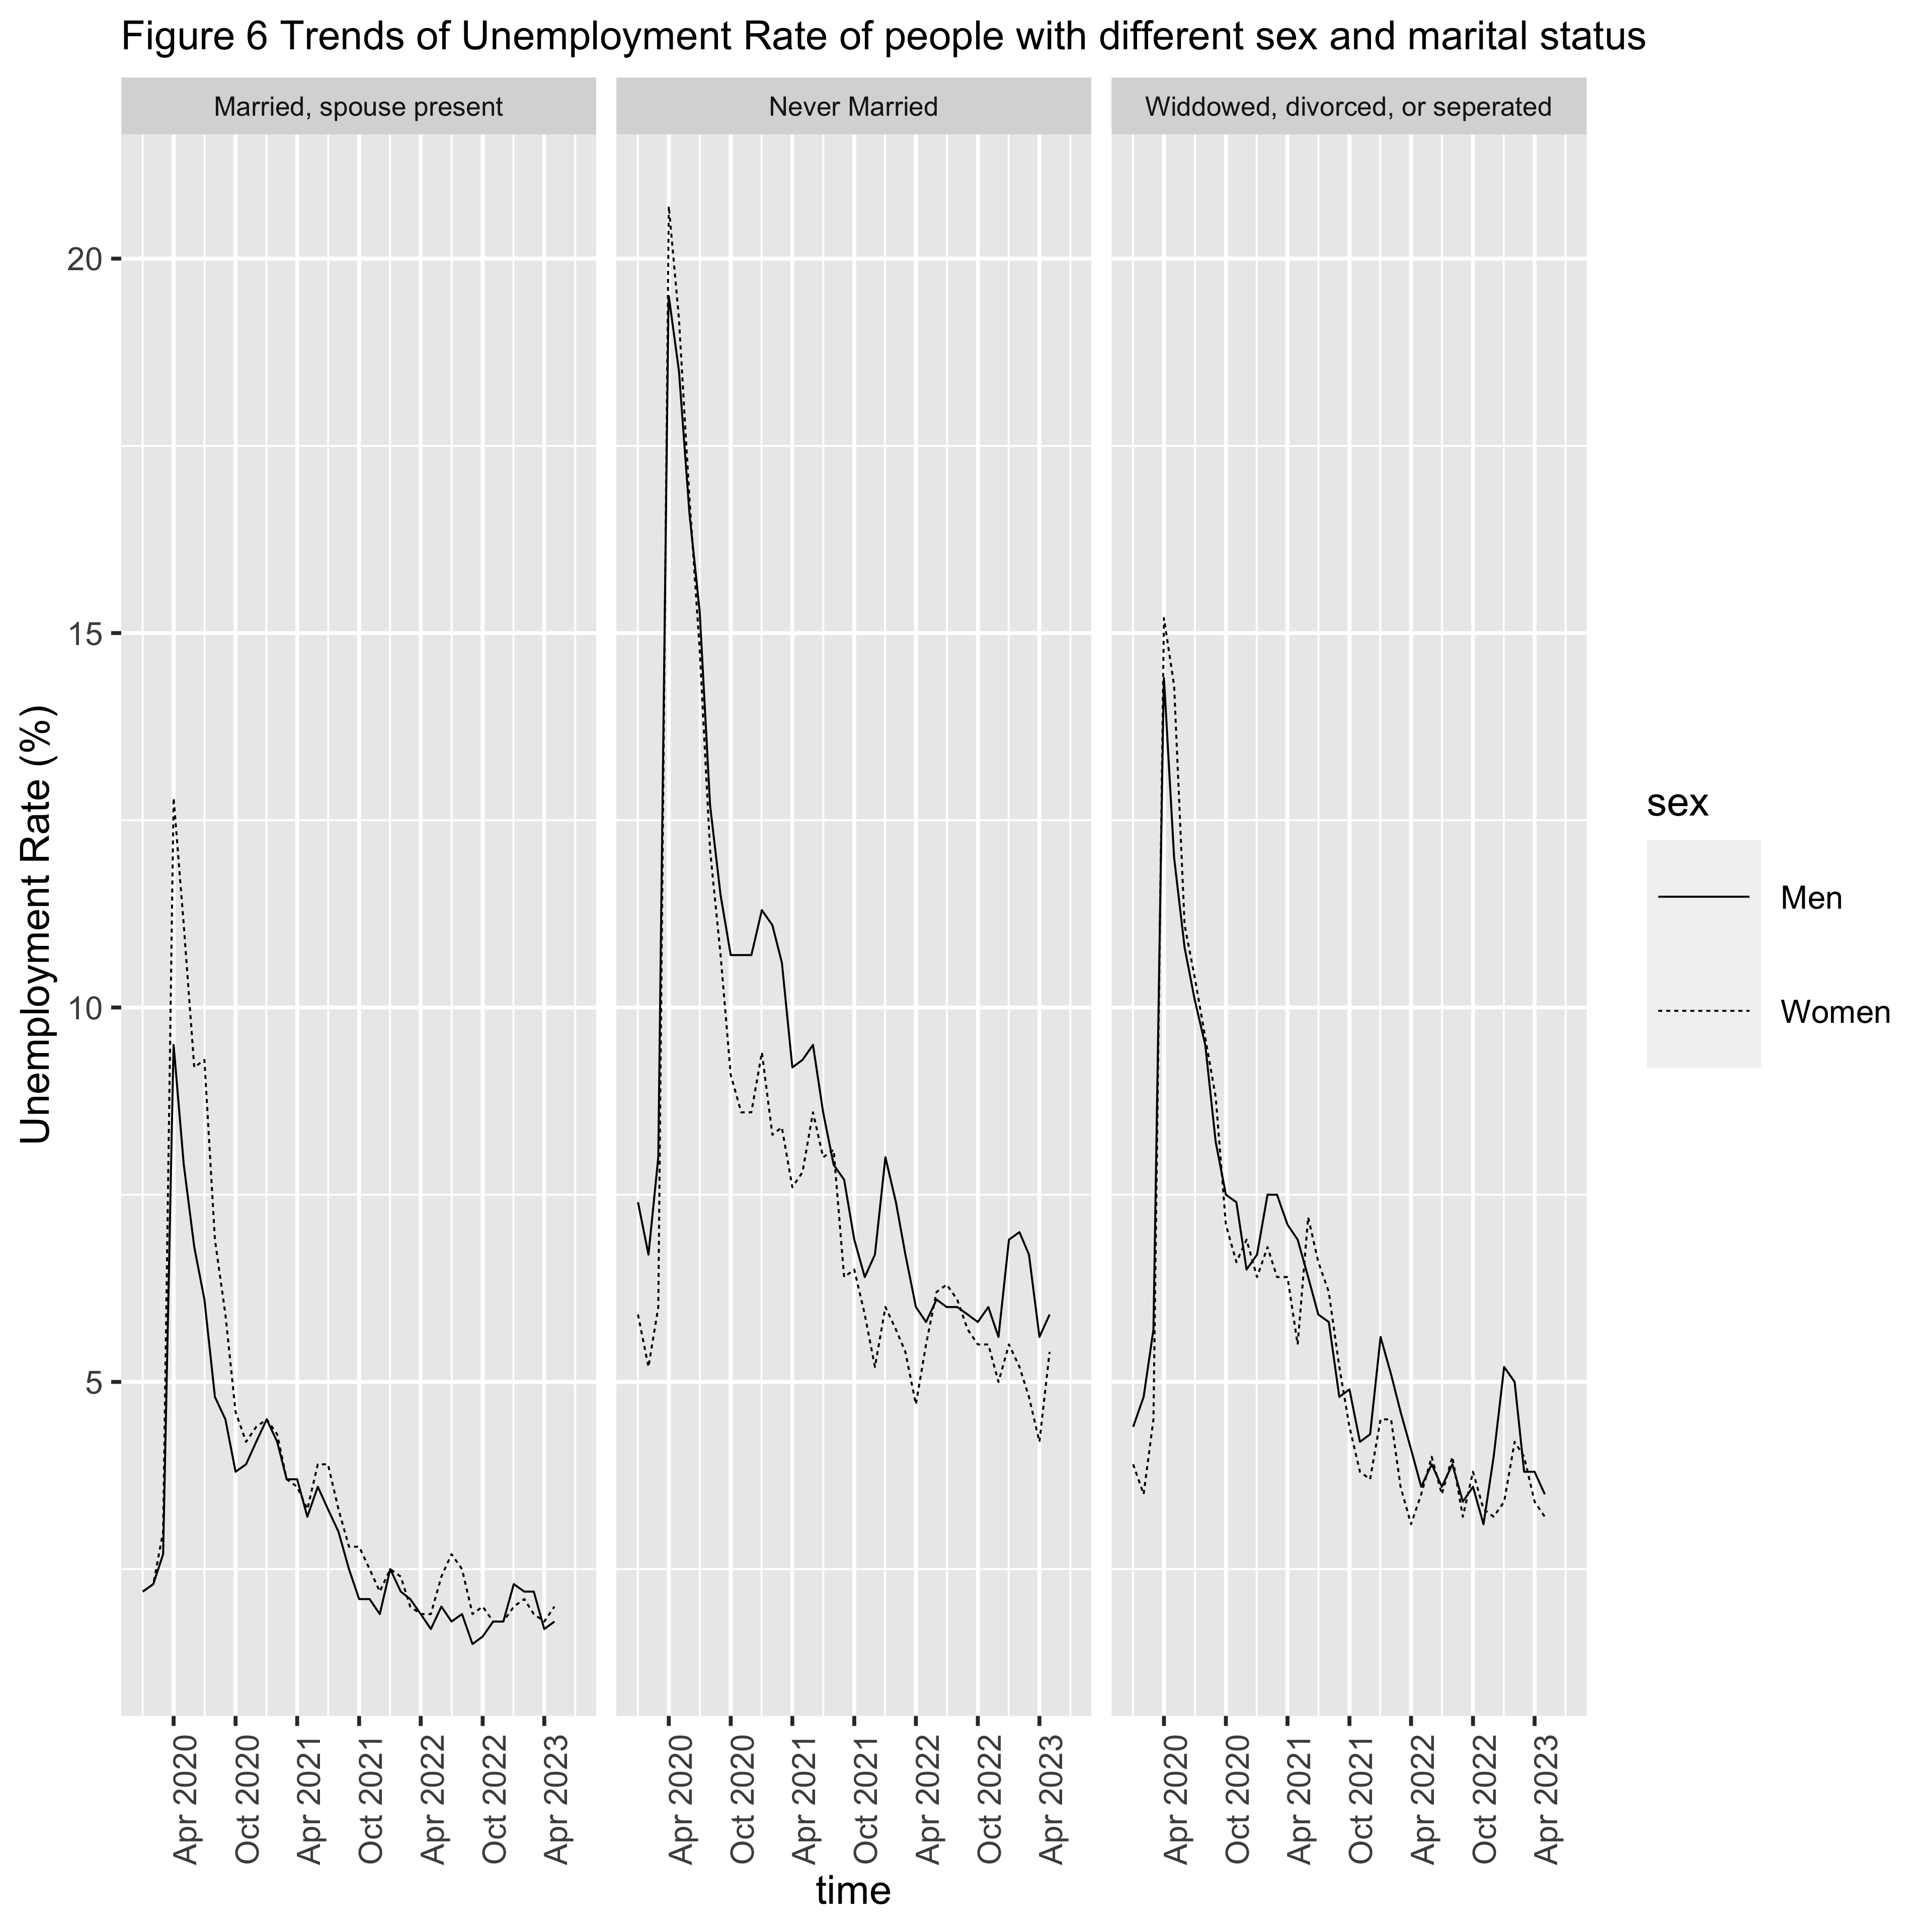 Figure 6 Trends of Unemployment Rate of people with different sex and marital status
Married, spouse present
Never Married
Widdowed, divorced, or seperated
Unemployment Rate (%)
20
15
10
5
sex
Men
Women
Apr 2020
Oct 2020
Apr 2021
Oct 2021
Apr 2022
Oct 2022
Apr 2023
Apr 2020
Oct 2020
Apr 2021
Oct 2021
Apr 2022
Oct 2022
Apr 2023
Apr 2020
Oct 2020
Apr 2021
Oct 2021
Apr 2022
Oct 2022
Apr 2023
time